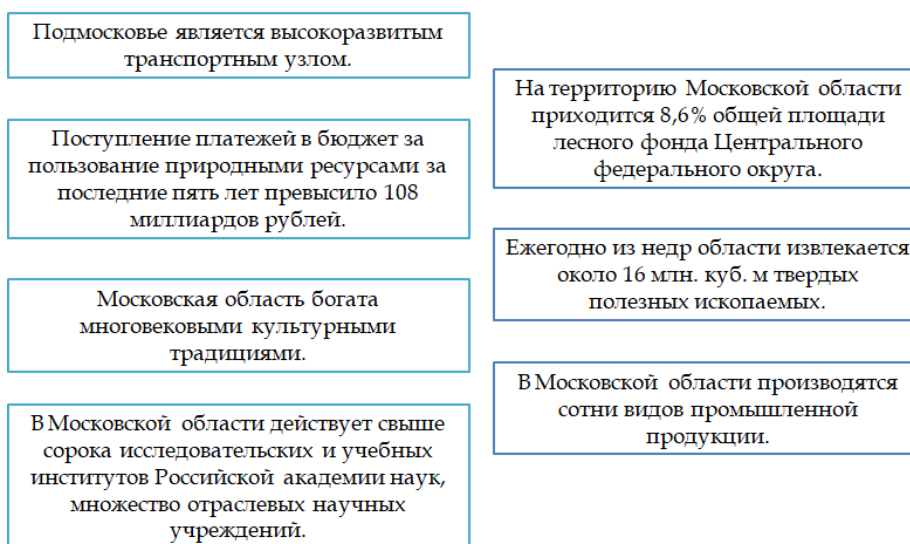 Подмосковье является высокоразвитым
транспортным узлом.
Поступление платежей в бюджет за
пользование природными ресурсами за
последние пять лет превысило 108
миллиардов рублей.
Московская область богата
многовековыми культурными
традициями.
В Московской области действует свыше
сорока исследовательских и учебных
институтов Российской академии наук,
множество отраслевых научных
учреждений.
На территорию Московской области
приходится 8,6% общей площади
лесного фонда Центрального
федерального округа.
Ежегодно из недр области извлекается
около 16 млн. куб. м твердых
полезных ископаемых.
В Московской области производятся
сотни видов промышленной
продукции.